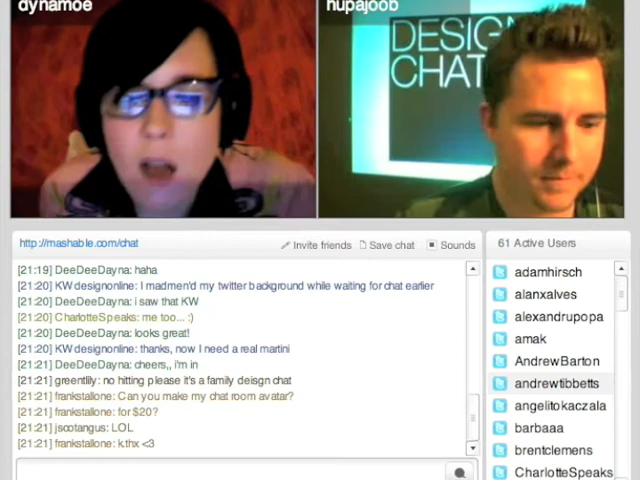 dynamoe
hupajoob
DESIGN
CHAT
http://mashable.com/chat
Invite friends
Save chat
Sounds
61 Active Users
[21:19] DeeDeeDayna: haha
[21:20] KW designonline: I madmen'd my twitter background while waiting for chat earlier
[21:20] DeeDeeDayna: i saw that KW
[21:20] CharlotteSpeaks: me too... :)
[21:20] DeeDeeDayna: looks great!
[21:20] KW designonline: thanks, now I need a real martini
[21:21] DeeDeeDayna: cheers,, i'm in
[21:21] greentlily: no hitting please it's a family deisgn chat
[21:21] frankstallone: Can you make my chat room avatar?
[21:21] frankstallone: for $20?
[21:21] jscotangus: LOL
[21:21] frankstallone: k.thx <3
adamhirsch
alanxalves
alexandrupopa
amak
AndrewBarton
andrewtibbetts
angelitokaczala
barbaaa
brentclemens
CharlotteSpeaks